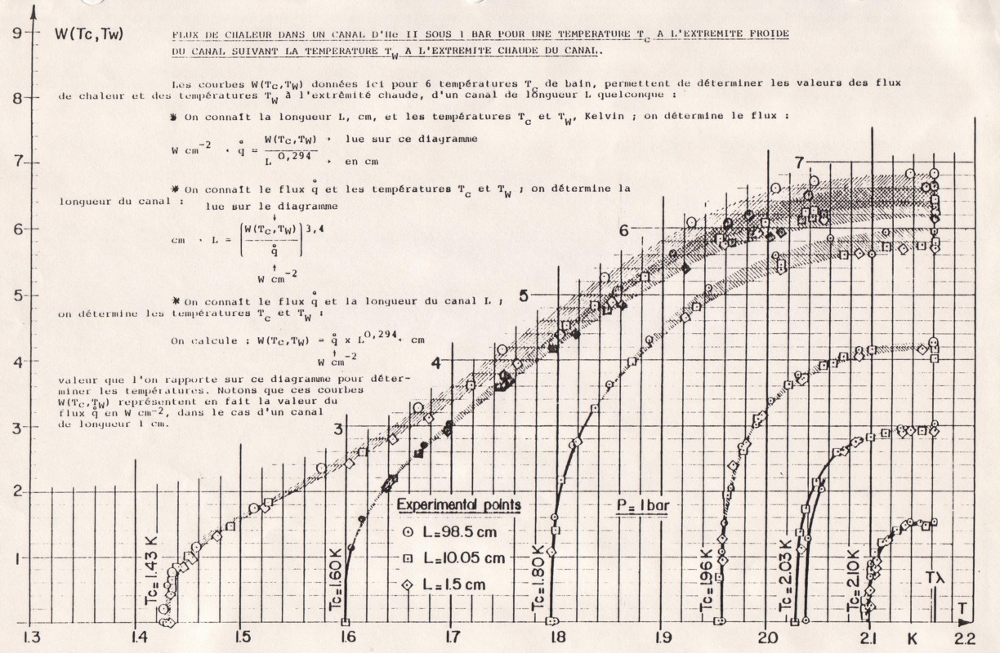 W(Tc,Tw)
FLUX DE CHALEUR DANS UN CANAL D'He II SOUS 1 BAR POUR UNE TEMPERATURE Tc A L'EXTREMITE FROIDE
DU CANAL SUIVANT LA TEMPERATURE TW A L'EXTREMITE CHAUDE DU CANAL.
Les courbes W(Tc,TW) données ici pour 6 températures Tc de bain, permettent de déterminer les valeurs des flux
de chaleur et des températures TW à l'extrêmité chaude, d'un canal de longueur L quelconque :
* On connaît la longueur L, cm, et les températures Tc et TW, Kelvin ; on détermine le flux :
W cm-2 q̊ = W(Tc,TW) lue sur ce diagramme
L 0,294 en cm
* On connaît le flux q̊ et les températures Tc et TW ; on détermine la
longueur du canal :
lue sur le diagramme
cm L = [W(Tc,TW) / q̊] 3,4
W cm-2
* On connaît le flux q̊ et la longueur du canal L ;
on détermine les températures Tc et TW :
On calcule : W(Tc,TW) = q̊ x L0,294, cm
W cm-2
valeur que l'on rapporte sur ce diagramme pour déter-
miner les températures. Notons que ces courbes
W(Tc,TW) représentent en fait la valeur du
flux q̊ en W cm-2, dans le cas d'un canal
de longueur 1 cm.
9
8
7
6
5
4
3
2
1
7
6
5
4
3
Experimental points
L=98.5 cm
L=10.05 cm
L=1.5 cm
P= 1 bar
Tc=1.43 K
Tc=1.60 K
Tc=1.80 K
Tc=1.96 K
Tc=2.03 K
Tc=2.10K
Tλ
T
1.3
1.4
1.5
1.6
1.7
1.8
1.9
2.0
2.1
K
2.2